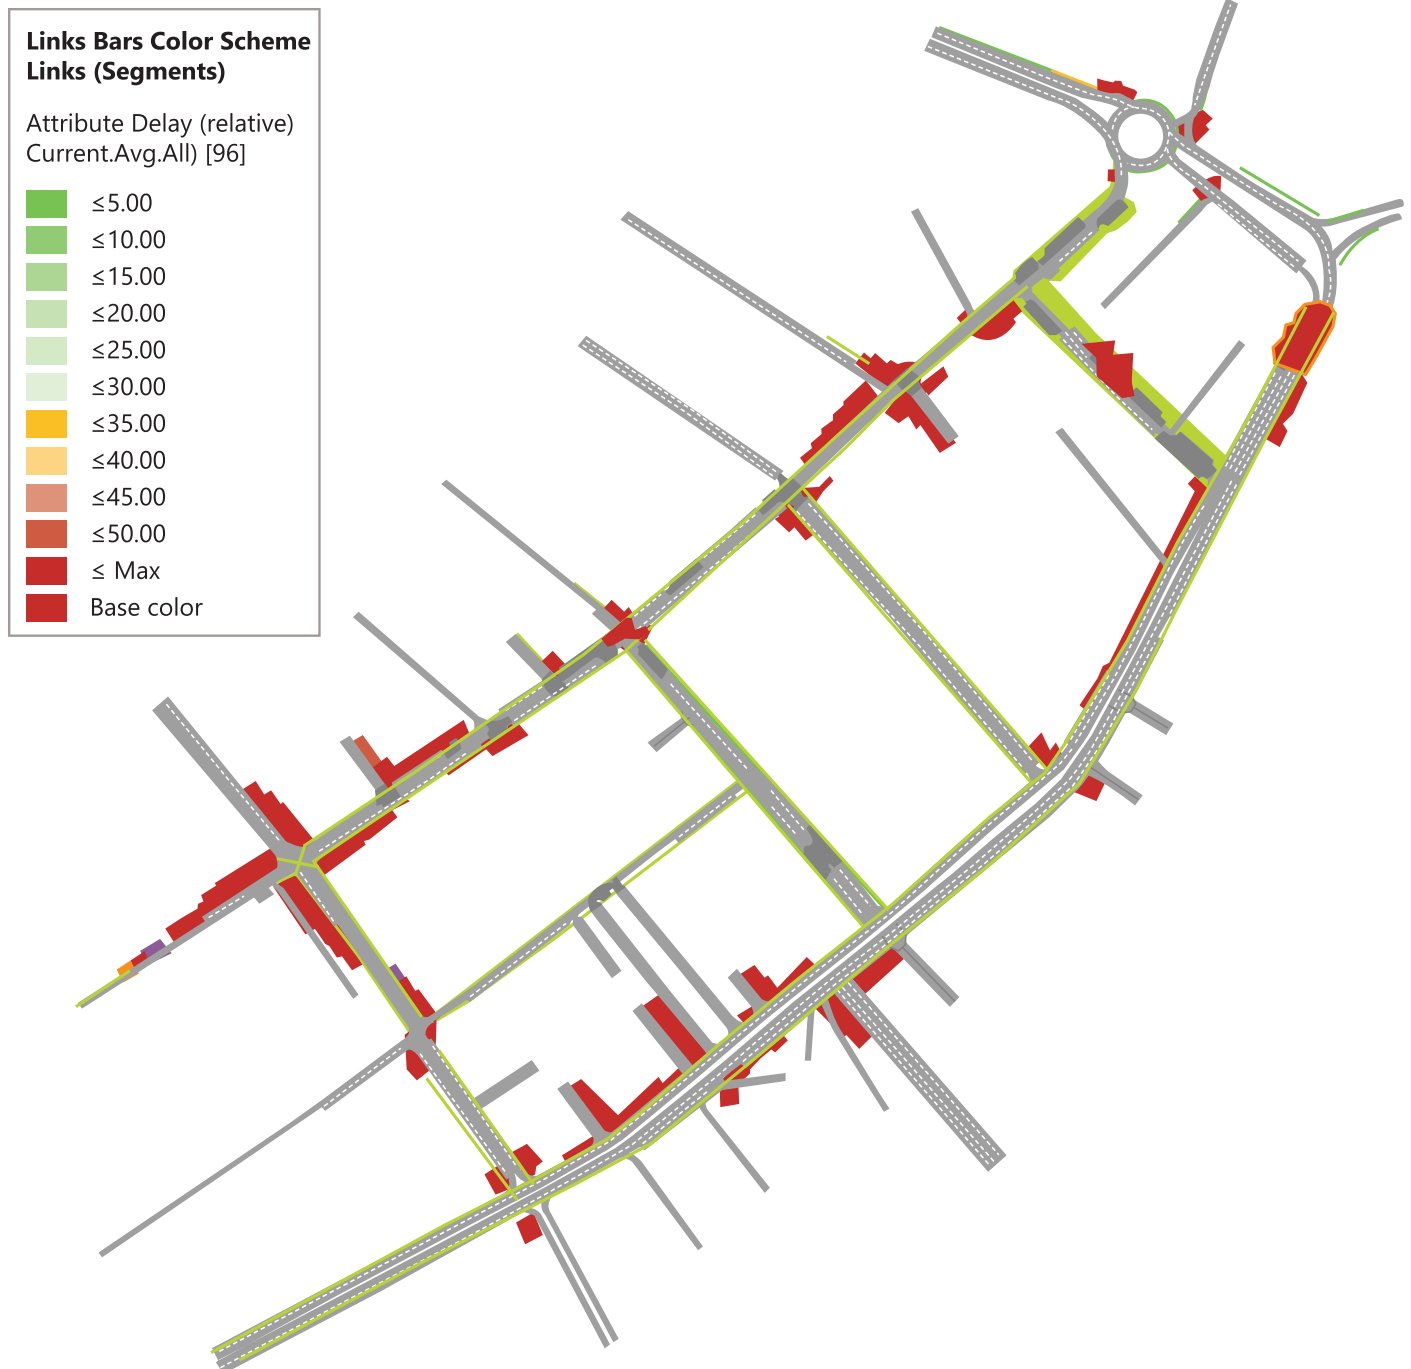 Links Bars Color Scheme
Links (Segments)
Attribute Delay (relative)
Current.Avg.All) [96]
≤5.00
≤10.00
≤15.00
≤20.00
≤25.00
≤30.00
≤35.00
≤40.00
≤45.00
≤50.00
≤ Max
Base color